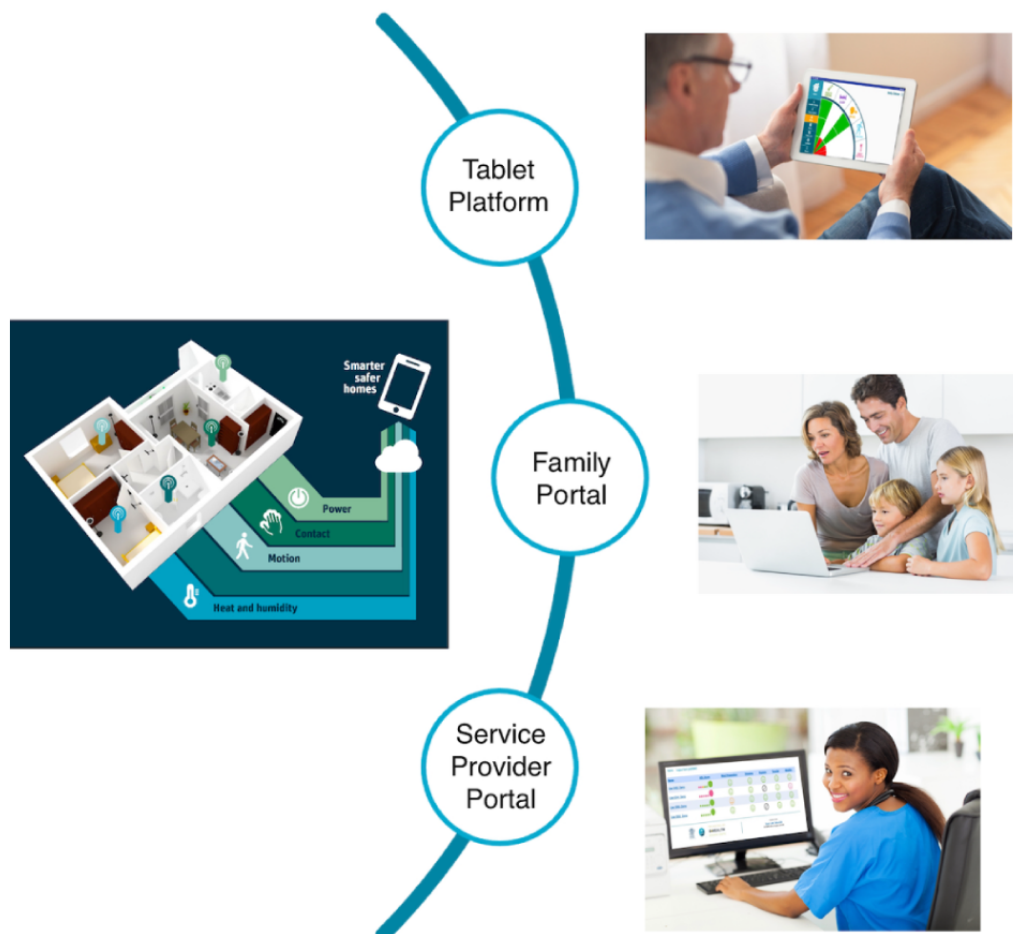 Tablet
Platform
Smarter
safer
homes
Power
Contact
Motion
Heat and humidity
Family
Portal
Service
Provider
Portal